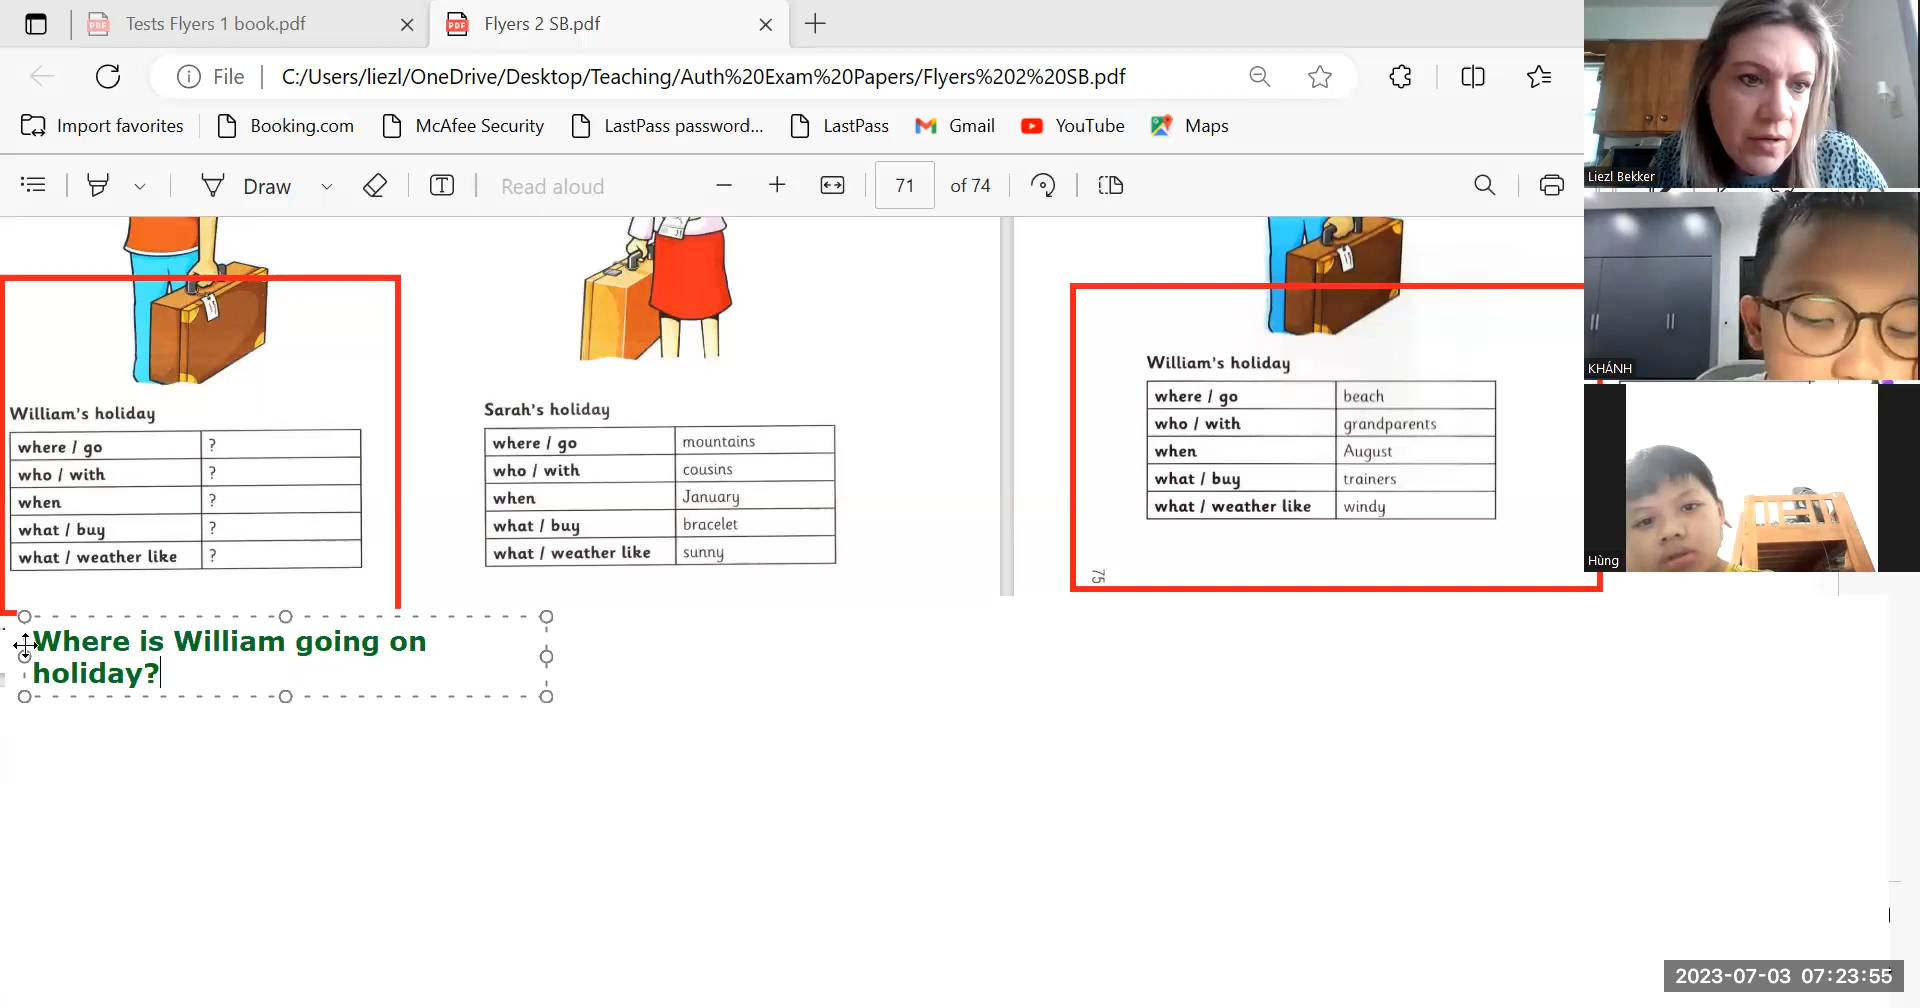 Tests Flyers 1 book.pdf
Flyers 2 SB.pdf
File
C:/Users/liezl/OneDrive/Desktop/Teaching/Auth%20Exam%20Papers/Flyers%202%20SB.pdf
Import favorites
Booking.com
McAfee Security
LastPass password...
LastPass
Gmail
YouTube
Maps
Draw
Read aloud
71
of 74
Liezl Bekker
KHÁNH
Hùng
William's holiday
where / go ?
who / with ?
when ?
what / buy ?
what / weather like ?
Sarah's holiday
where / go mountains
who / with cousins
when January
what / buy bracelet
what / weather like sunny
William's holiday
where / go beach
who / with grandparents
when August
what / buy trainers
what / weather like windy
75
Where is William going on
holiday?
2023-07-03 07:23:55